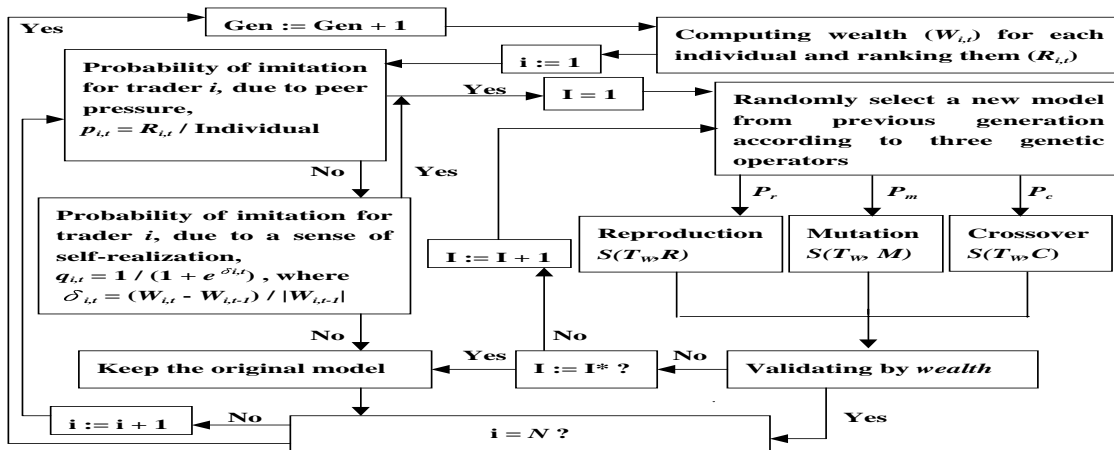 Yes
Gen := Gen + 1
Computing wealth (W_{i,t}) for each
individual and ranking them (R_{i,t})
i := 1
Probability of imitation
for trader i, due to peer
pressure,
p_{i,t} = R_{i,t} / Individual
Yes
I = 1
Randomly select a new model
from previous generation
according to three genetic
operators
No
Yes
P_r
P_m
P_c
Probability of imitation for
trader i, due to a sense of
self-realization,
q_{i,t} = 1 / (1 + e^{δ_{i,t}}) , where
δ_{i,t} = (W_{i,t} - W_{i,t-1}) / |W_{i,t-1}|
I := I + 1
Reproduction
S(T_W,R)
Mutation
S(T_W, M)
Crossover
S(T_W,C)
No
No
Keep the original model
Yes
I := I* ?
No
Validating by wealth
i := i + 1
No
Yes
i = N ?